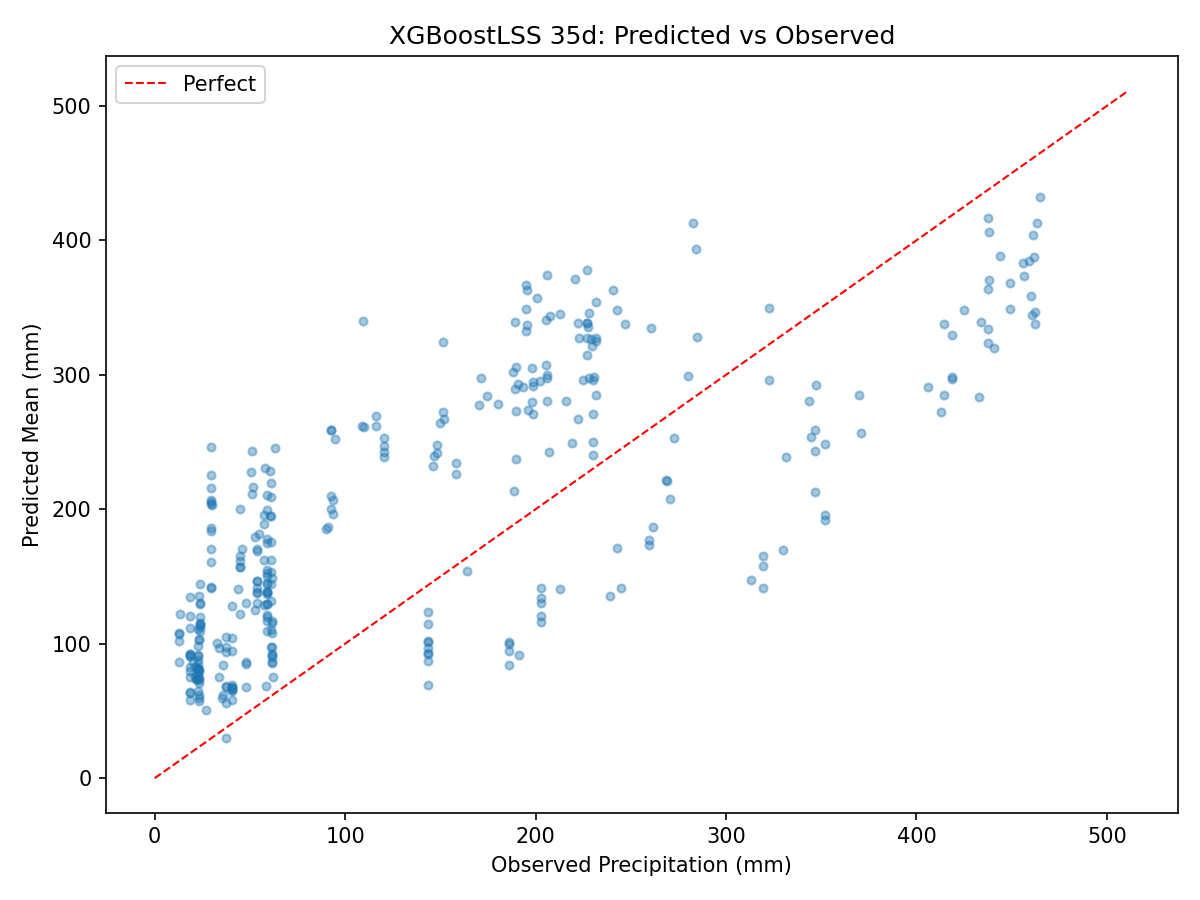 XGBoostLSS 35d: Predicted vs Observed
Perfect
Predicted Mean (mm)
500
400
300
200
100
0
0 100 200 300 400 500
Observed Precipitation (mm)